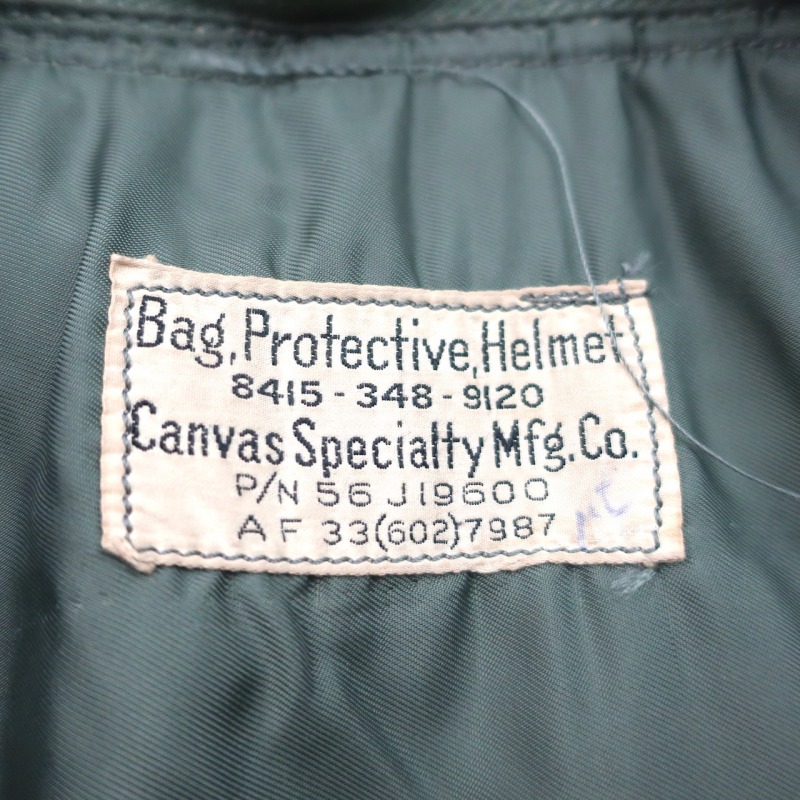 Bag, Protective, Helmet
8415-348-9120
Canvas Specialty Mfg. Co.
P/N 56 J19600
AF 33(602)7987